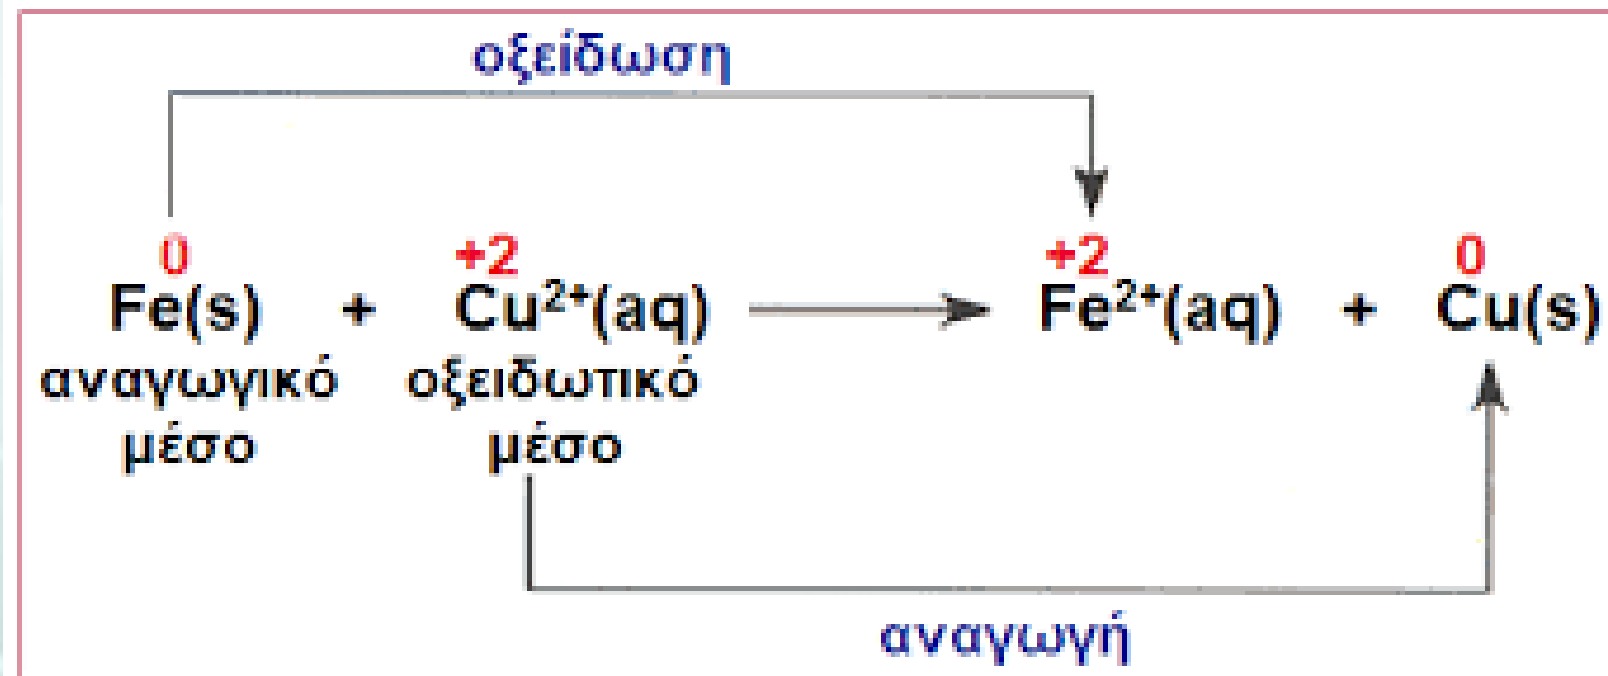 οξείδωση
0 +2 +2 0
Fe(s) + Cu²⁺(aq) ⟶ Fe²⁺(aq) + Cu(s)
αναγωγικό οξειδωτικό
μέσο μέσο
αναγωγή